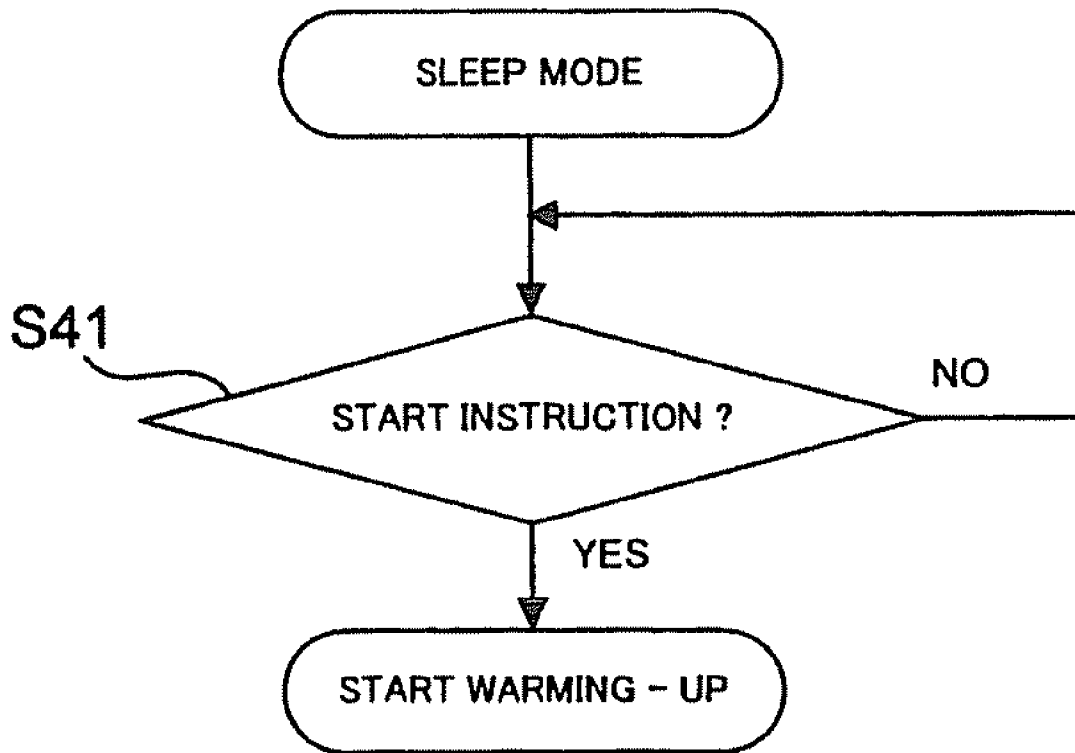 SLEEP MODE
S41
START INSTRUCTION ?
NO
YES
START WARMING - UP